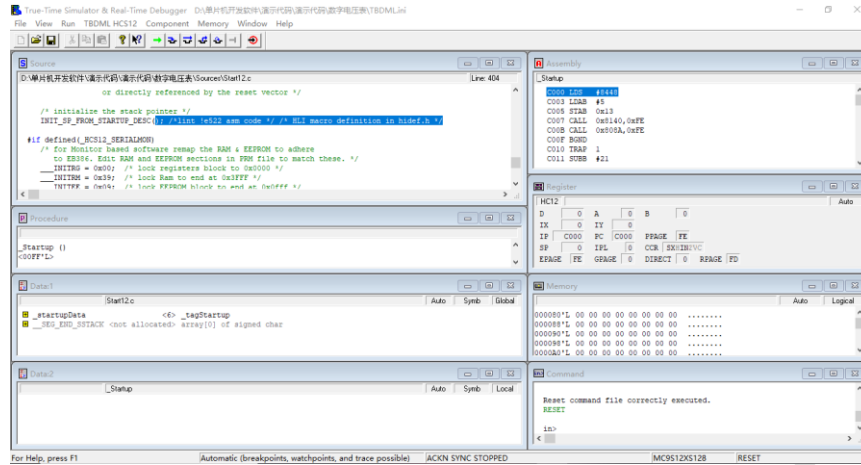 True-Time Simulator & Real-Time Debugger D:\单片机开发软件\演示代码\演示代码\数字电压表\TBDML.ini
File View Run TBDML HCS12 Component Memory Window Help
Source
D:\单片机开发软件\演示代码\演示代码\数字电压表\Sources\Start12.c Line: 404
or directly referenced by the reset vector */
/* initialize the stack pointer */
INIT_SP_FROM_STARTUP_DESC(); /*lint !e522 asm code */ /* HLI macro definition in hidef.h */
#if defined(_HCS12_SERIALMON)
/* for Monitor based software remap the RAM & EEPROM to adhere
to EB386. Edit RAM and EEPROM sections in PRM file to match these. */
___INITRG = 0x00; /* lock registers block to 0x0000 */
___INITRM = 0x39; /* lock Ram to end at 0x3FFF */
___INITEE = 0x09; /* lock EEPROM block to end at 0x0fff */
Assembly
_Startup
C000 LDS #8448
C003 LDAB #5
C005 STAB 0x13
C007 CALL 0x8140,0xFE
C00B CALL 0x808A,0xFE
C00F BGND
C010 TRAP 1
C011 SUBB #21
Procedure
_Startup ()
<00FF'L>
Register
HC12 Auto
D 0 A 0 B 0
IX 0 IY 0
IP C000 PC C000 PPAGE FE
SP 0 IPL 0 CCR SXHINZVC
EPAGE FE GPAGE 0 DIRECT 0 RPAGE FD
Data:1
Start12.c Auto Symb Global
_startupData <6> _tagStartup
__SEG_END_SSTACK <not allocated> array[0] of signed char
Memory
Auto Logical
000080'L 00 00 00 00 00 00 00 00 ........
000088'L 00 00 00 00 00 00 00 00 ........
000090'L 00 00 00 00 00 00 00 00 ........
000098'L 00 00 00 00 00 00 00 00 ........
0000A0'L 00 00 00 00 00 00 00 00 ........
Data:2
_Startup Auto Symb Local
Command
Reset command file correctly executed.
RESET
in>
For Help, press F1 Automatic (breakpoints, watchpoints, and trace possible) ACKN SYNC STOPPED MC9S12XS128 RESET